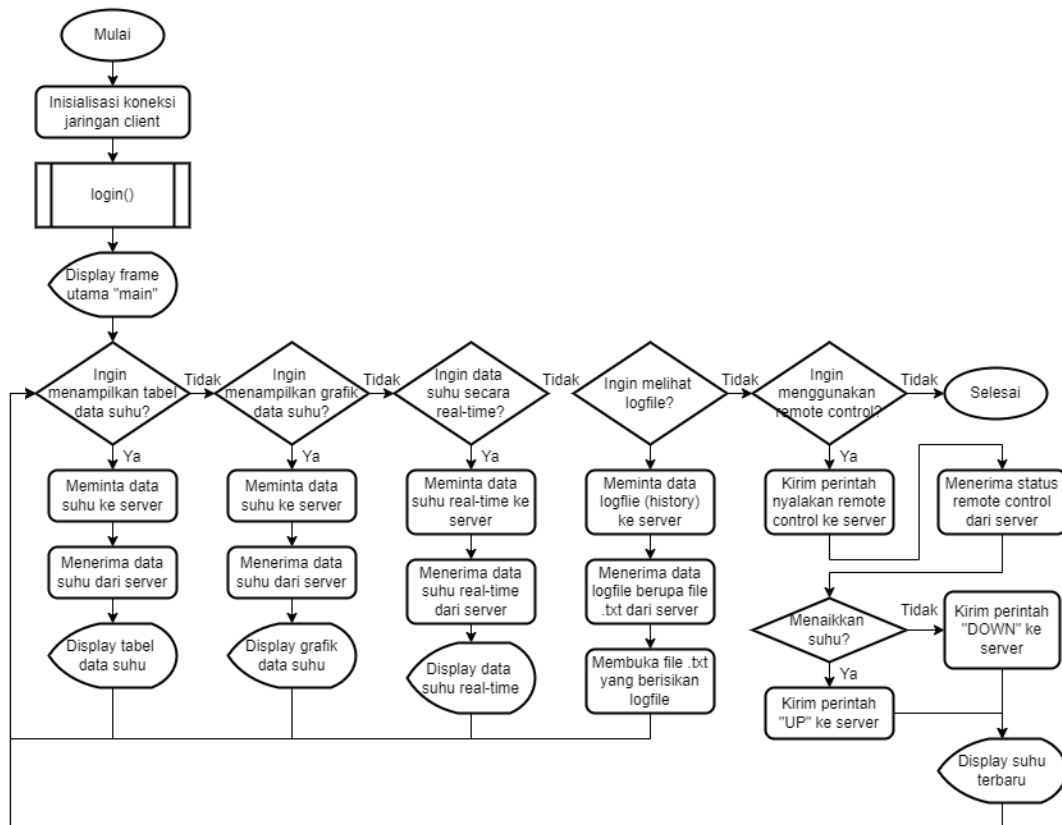 Mulai
Inisialisasi koneksi
jaringan client
login()
Display frame
utama "main"
Ingin
menampilkan tabel
data suhu?
Tidak
Ingin
menampilkan grafik
data suhu?
Tidak
Ingin data
suhu secara
real-time?
Tidak
Ingin melihat
logfile?
Tidak
Ingin
menggunakan
remote control?
Tidak
Selesai
Ya
Ya
Ya
Ya
Meminta data
suhu ke server
Meminta data
suhu ke server
Meminta data
suhu real-time ke
server
Meminta data
logflie (history)
ke server
Kirim perintah
nyalakan remote
control ke server
Menerima status
remote control
dari server
Menerima data
suhu dari server
Menerima data
suhu dari server
Menerima data
suhu real-time
dari server
Menerima data
logfile berupa file
.txt dari server
Menaikkan
suhu?
Tidak
Kirim perintah
"DOWN" ke
server
Display tabel
data suhu
Display grafik
data suhu
Display data
suhu real-time
Membuka file .txt
yang berisikan
logfile
Ya
Kirim perintah
"UP" ke server
Display suhu
terbaru